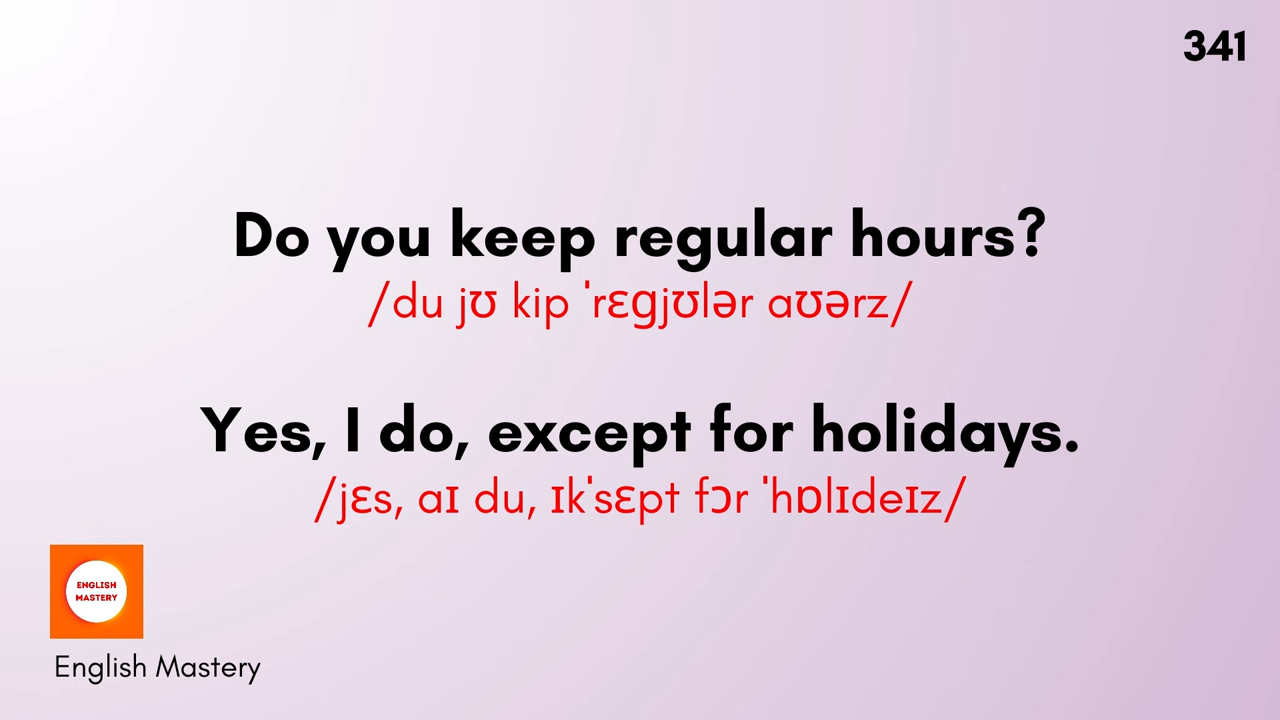 341
Do you keep regular hours?
/du jʊ kip ˈrɛɡjʊlər aʊərz/
Yes, I do, except for holidays.
/jɛs, aɪ du, ɪkˈsɛpt fɔr ˈhɒlɪdeɪz/
ENGLISH
MASTERY
English Mastery